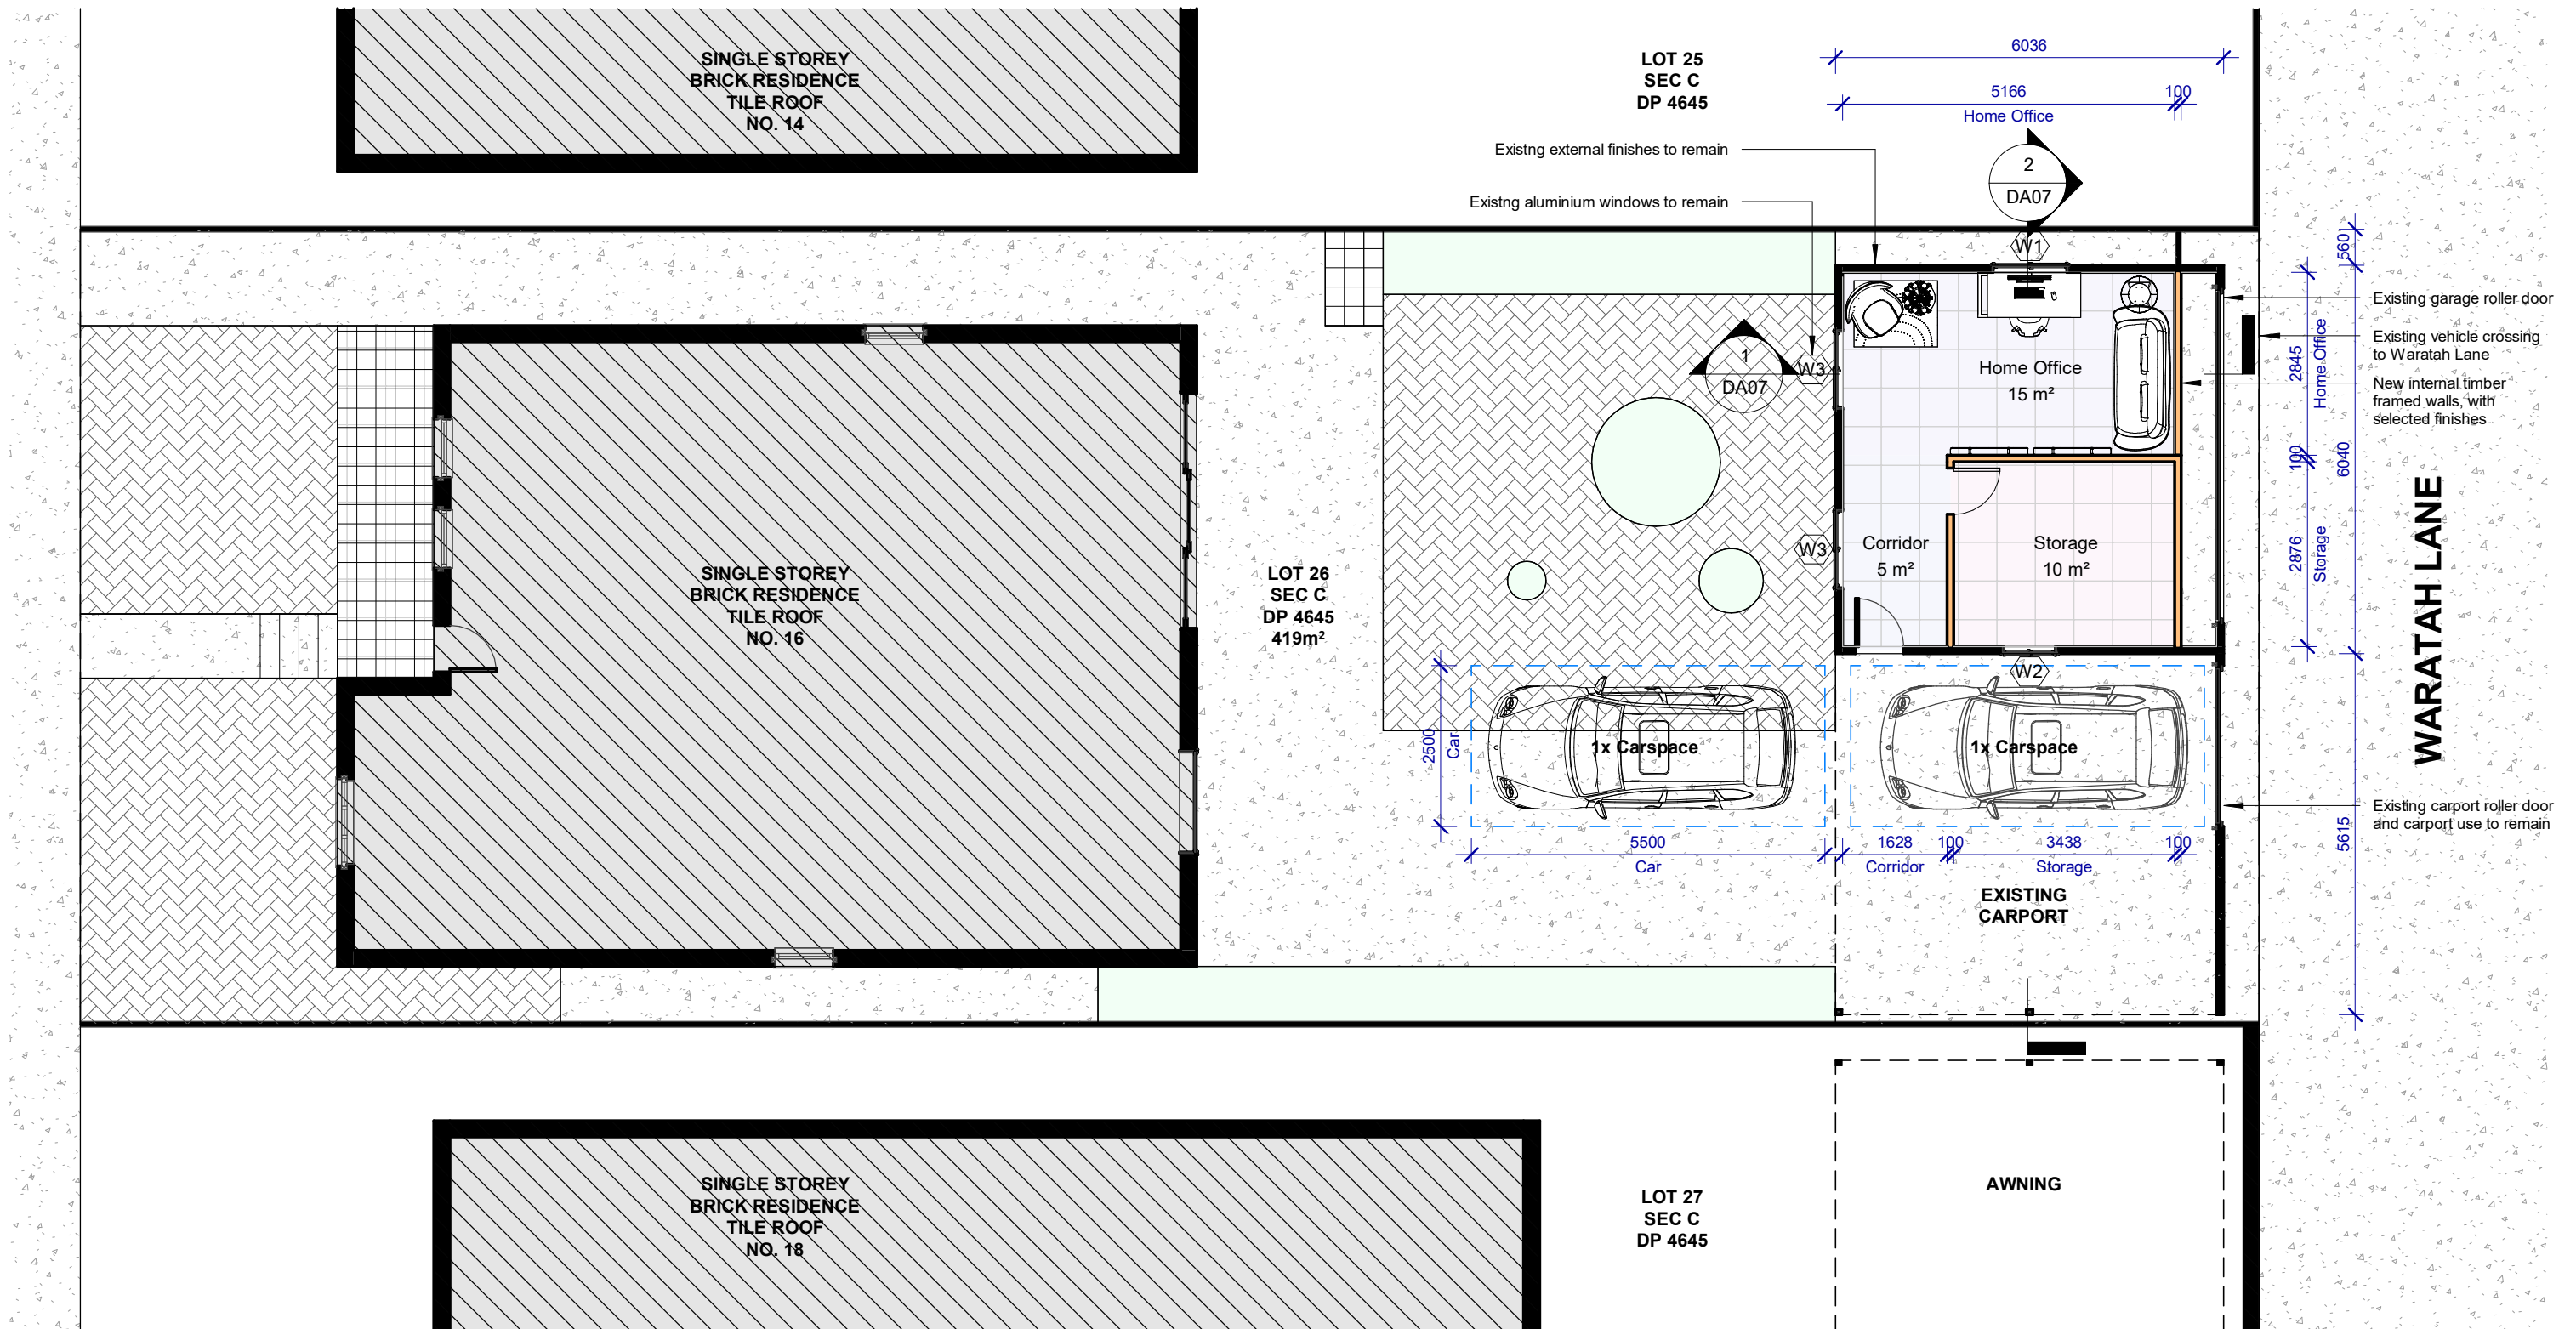 SINGLE STOREY
BRICK RESIDENCE
TILE ROOF
NO. 14
LOT 25
SEC C
DP 4645
6036
5166
100
Home Office
Existng external finishes to remain
Existng aluminium windows to remain
2
DA07
W1
560
Existing garage roller door
Existing vehicle crossing
to Waratah Lane
New internal timber
framed walls, with
selected finishes
2845
Home Office
100
6040
2876
Storage
1
DA07
W3
Home Office
15 m²
W3
Corridor
5 m²
Storage
10 m²
WARATAH LANE
SINGLE STOREY
BRICK RESIDENCE
TILE ROOF
NO. 16
LOT 26
SEC C
DP 4645
419m²
W2
2500
Car
1x Carspace
1x Carspace
Existing carport roller door
and carport use to remain
5615
5500
Car
1628
100
3438
100
Corridor
Storage
EXISTING
CARPORT
SINGLE STOREY
BRICK RESIDENCE
TILE ROOF
NO. 18
LOT 27
SEC C
DP 4645
AWNING